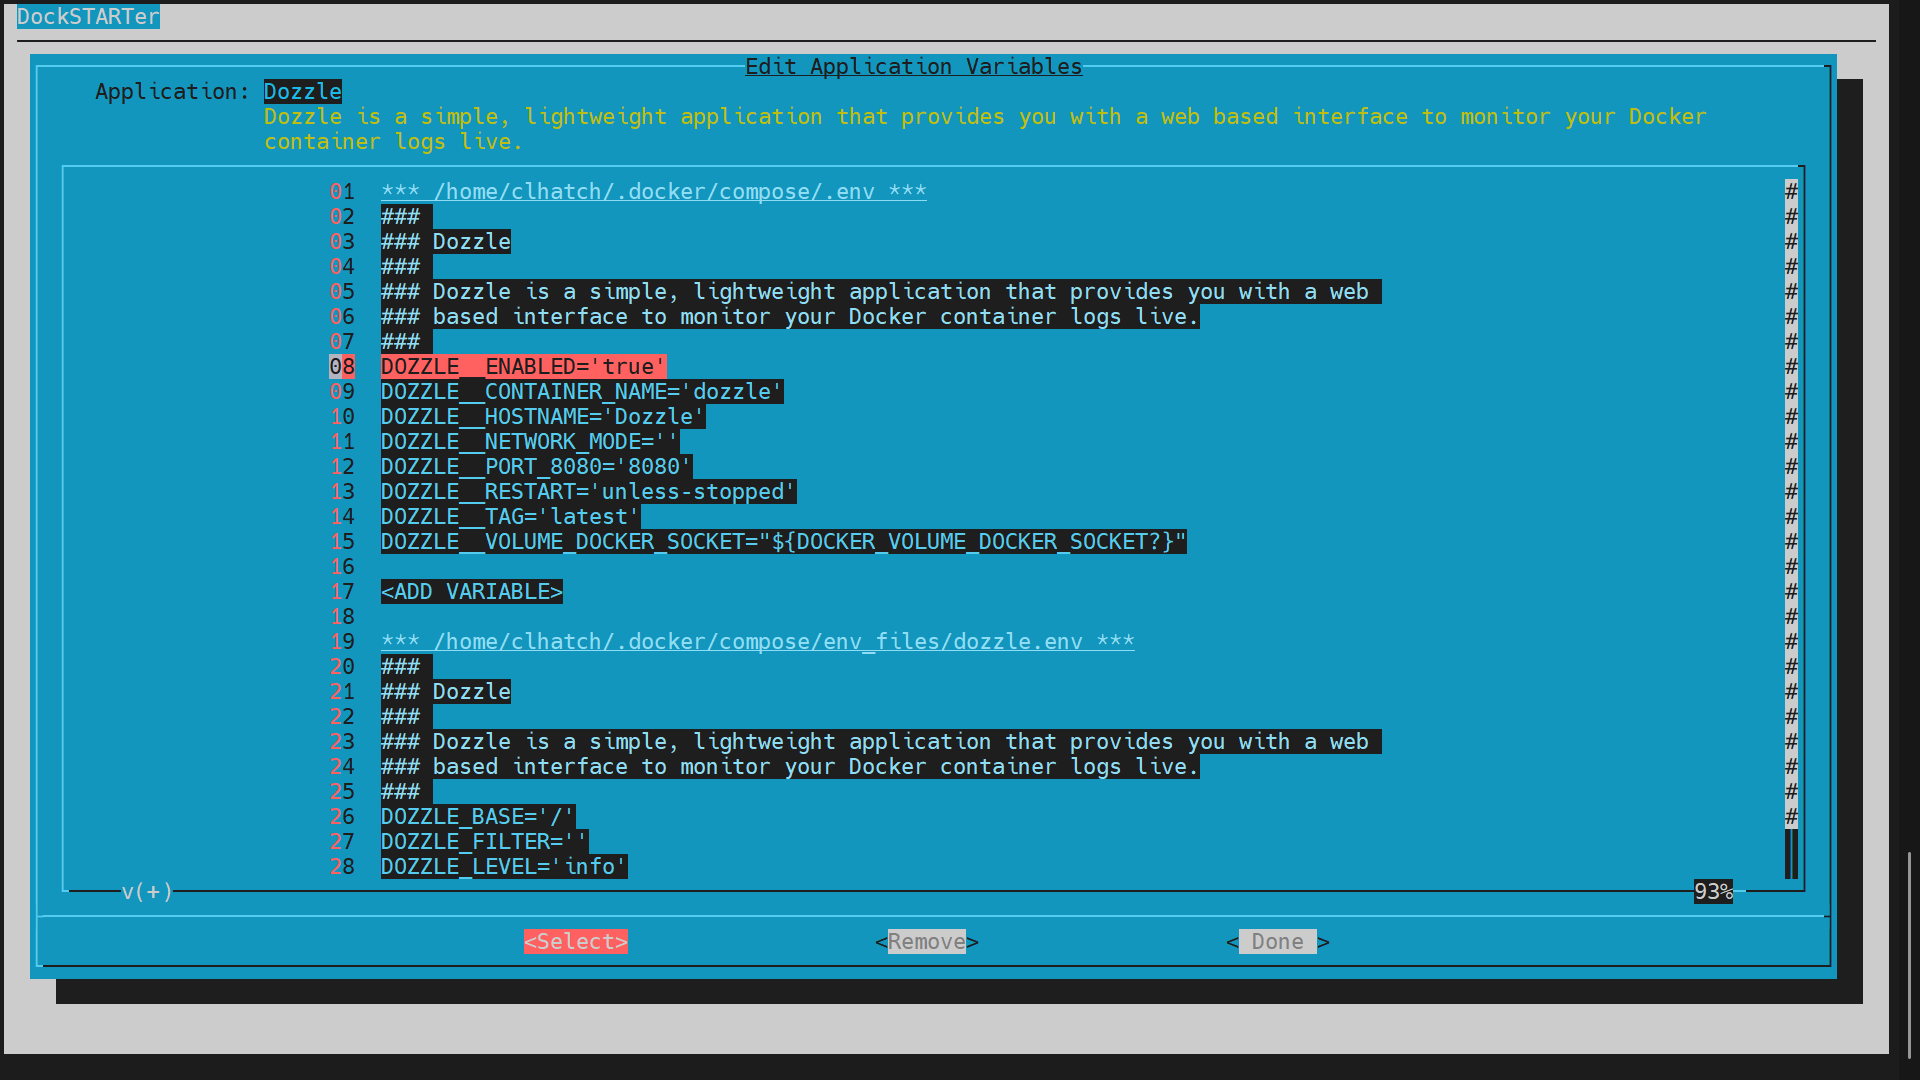 DockSTARTer
Edit Application Variables
Application: Dozzle
Dozzle is a simple, lightweight application that provides you with a web based interface to monitor your Docker
container logs live.
01 *** /home/clhatch/.docker/compose/.env *** #
02 ### #
03 ### Dozzle #
04 ### #
05 ### Dozzle is a simple, lightweight application that provides you with a web #
06 ### based interface to monitor your Docker container logs live. #
07 ### #
08 DOZZLE__ENABLED='true' #
09 DOZZLE__CONTAINER_NAME='dozzle' #
10 DOZZLE__HOSTNAME='Dozzle' #
11 DOZZLE__NETWORK_MODE='' #
12 DOZZLE__PORT_8080='8080' #
13 DOZZLE__RESTART='unless-stopped' #
14 DOZZLE__TAG='latest' #
15 DOZZLE__VOLUME_DOCKER_SOCKET="${DOCKER_VOLUME_DOCKER_SOCKET?}" #
16 #
17 <ADD VARIABLE> #
18 #
19 *** /home/clhatch/.docker/compose/env_files/dozzle.env *** #
20 ### #
21 ### Dozzle #
22 ### #
23 ### Dozzle is a simple, lightweight application that provides you with a web #
24 ### based interface to monitor your Docker container logs live. #
25 ### #
26 DOZZLE_BASE='/' #
27 DOZZLE_FILTER=''
28 DOZZLE_LEVEL='info'
v(+) 93%
<Select> <Remove> < Done >